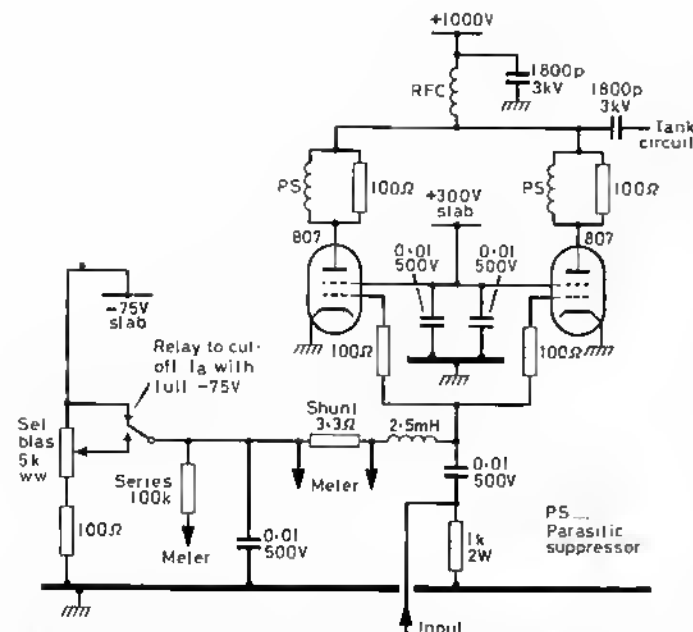 +1000V
1800p
3kV
RFC
1800p
3kV
Tank
circuit
PS
100Ω
+300V
slab
PS
100Ω
807
807
0.01
500V
0.01
500V
-75V
slab
Relay to cut-
off Ia with
full -75V
100Ω
100Ω
Set
bias
5k
ww
Shunt
3.3Ω
2.5mH
Series
100k
Meter
0.01
500V
100Ω
Meter
0.01
500V
1k
2W
PS _
Parasitic
suppressor
Input